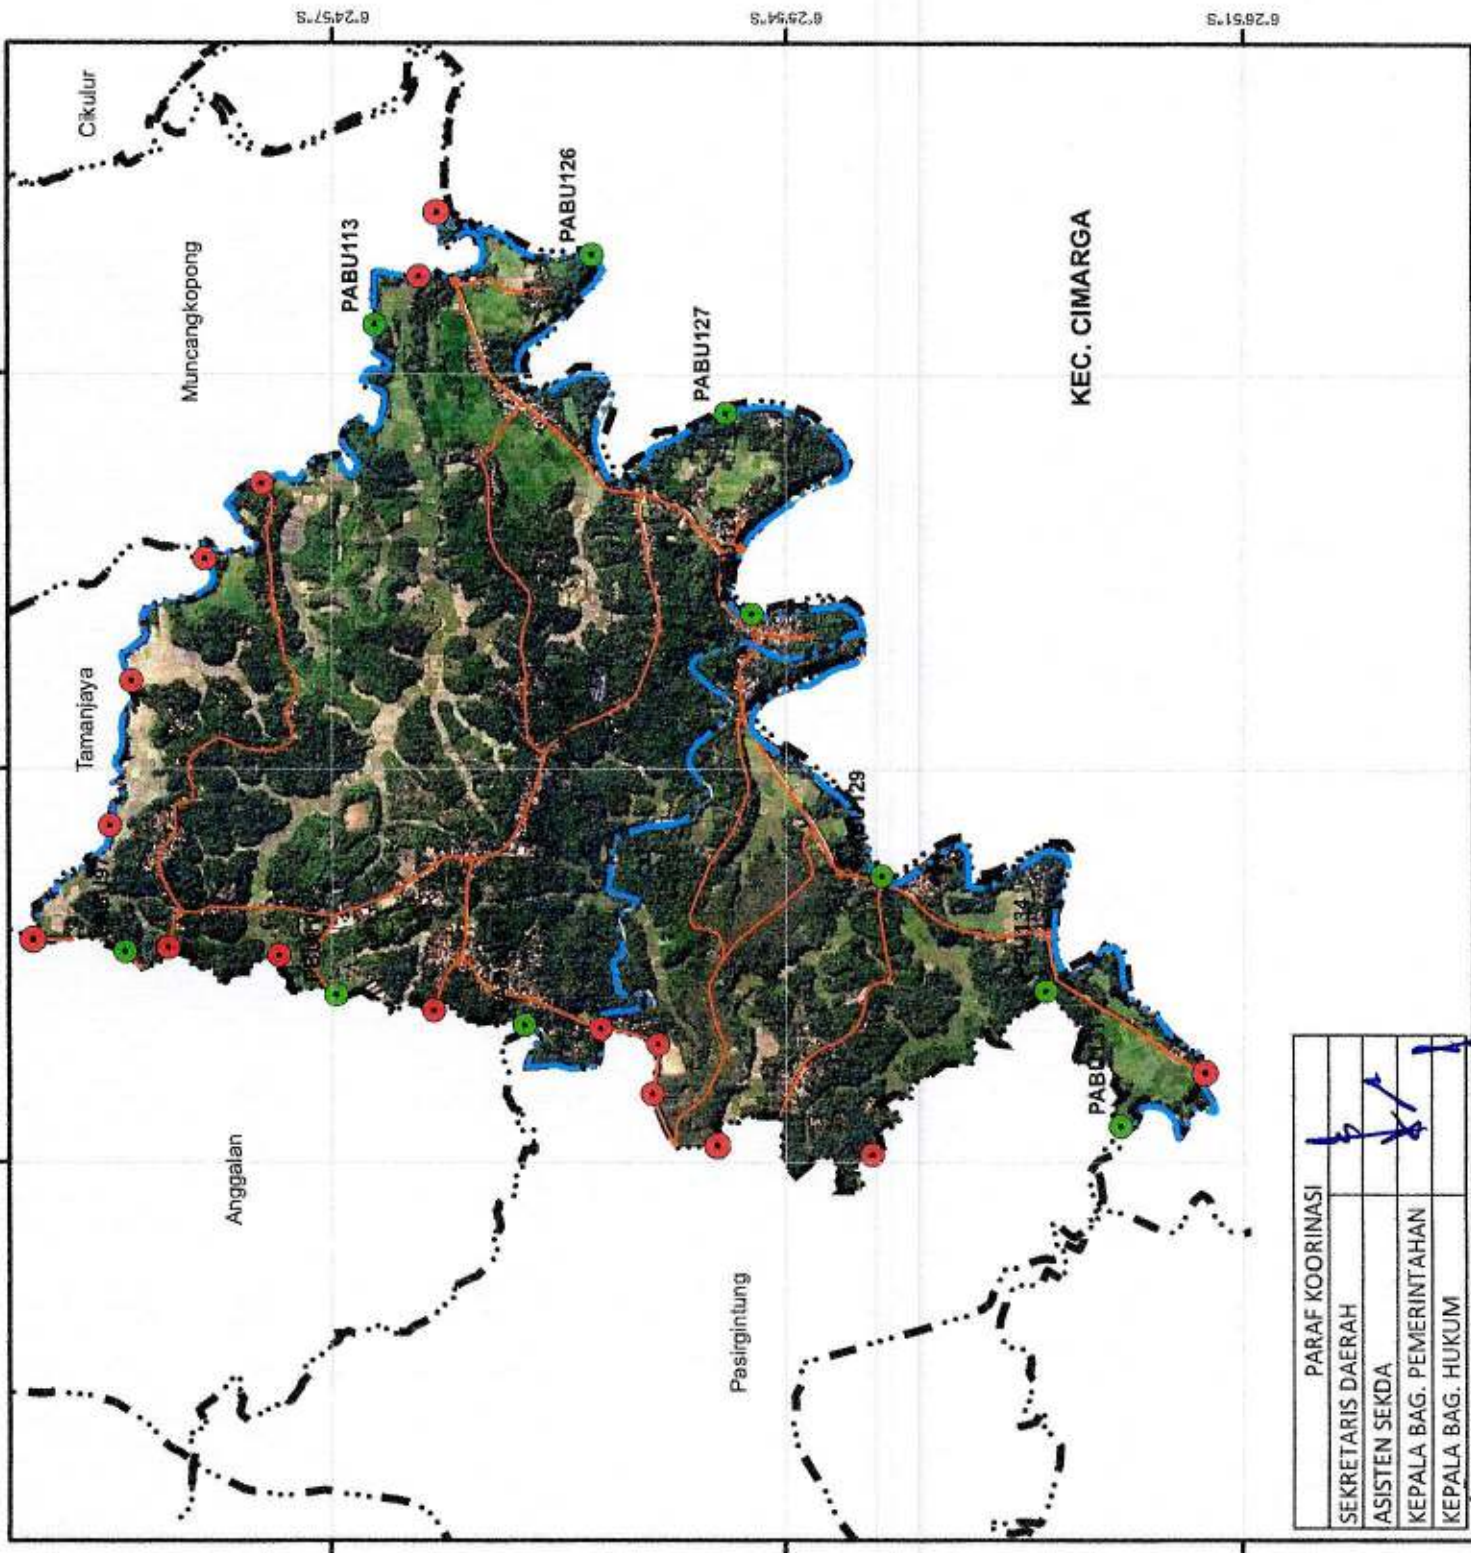 6°24'57"S
6°25'54"S
6°26'51"S
Cikulur
Muncangkopong
Tamanjaya
Anggalan
Pasirgintung
KEC. CIMARGA
PABU113
PABU126
PABU127
PARAF KOORINASI
SEKRETARIS DAERAH
ASISTEN SEKDA
KEPALA BAG. PEMERINTAHAN
KEPALA BAG. HUKUM